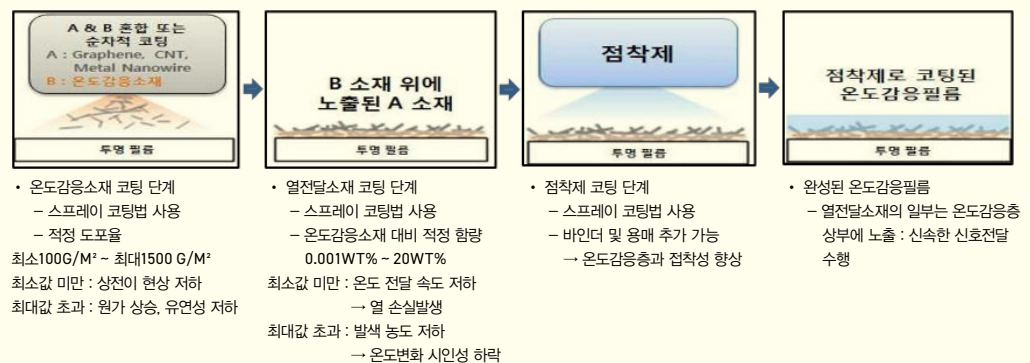 A & B 혼합 또는
순차적 코팅
A : Graphene, CNT,
Metal Nanowire
B : 온도감응소재
투명 필름
B 소재 위에
노출된 A 소재
투명 필름
점착제
투명 필름
점착제로 코팅된
온도감응필름
투명 필름
• 온도감응소재 코팅 단계
– 스프레이 코팅법 사용
– 적정 도포율
최소100G/M² ~ 최대1500 G/M²
최소값 미만 : 상전이 현상 저하
최대값 초과 : 원가 상승, 유연성 저하
• 열전달소재 코팅 단계
– 스프레이 코팅법 사용
– 온도감응소재 대비 적정 함량
0.001WT% ~ 20WT%
최소값 미만 : 온도 전달 속도 저하
→ 열 손실발생
최대값 초과 : 발색 농도 저하
→ 온도변화 시인성 하락
• 점착제 코팅 단계
– 스프레이 코팅법 사용
– 바인더 및 용매 추가 가능
→ 온도감응층과 접착성 향상
• 완성된 온도감응필름
– 열전달소재의 일부는 온도감응층
상부에 노출 : 신속한 신호전달
수행